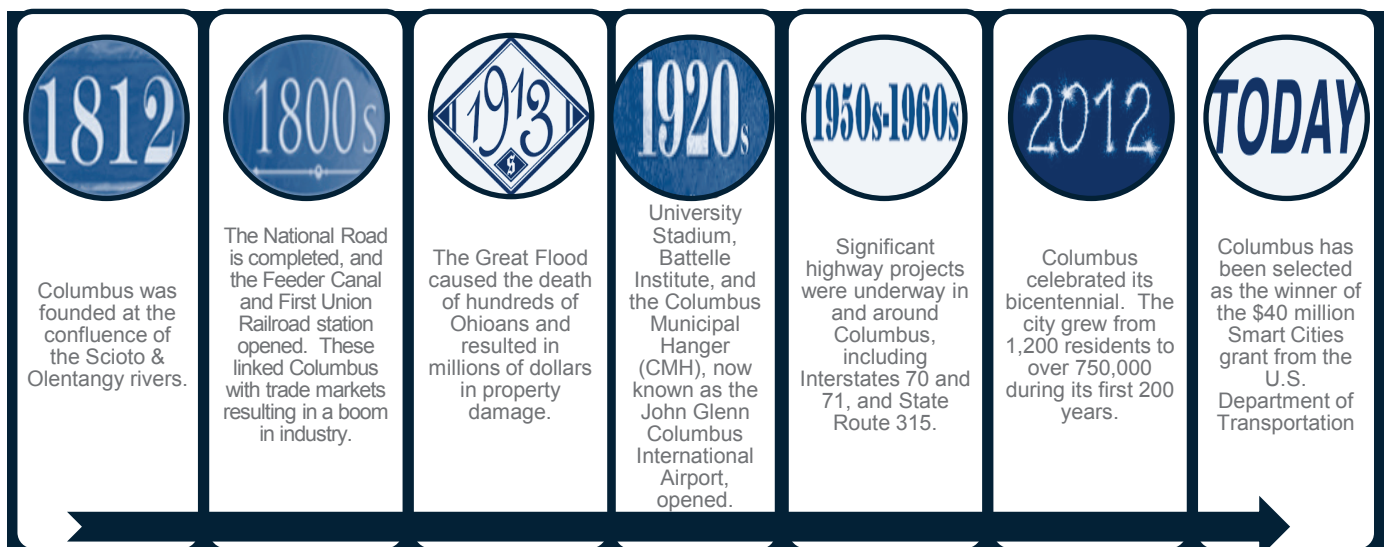 1812
Columbus was
founded at the
confluence of
the Scioto &
Olentangy rivers.
1800s
The National Road
is completed, and
the Feeder Canal
and First Union
Railroad station
opened. These
linked Columbus
with trade markets
resulting in a boom
in industry.
1913
S
The Great Flood
caused the death
of hundreds of
Ohioans and
resulted in
millions of dollars
in property
damage.
1920s
University
Stadium,
Battelle
Institute, and
the Columbus
Municipal
Hanger
(CMH), now
known as the
John Glenn
Columbus
International
Airport,
opened.
1950s-1960s
Significant
highway projects
were underway in
and around
Columbus,
including
Interstates 70 and
71, and State
Route 315.
2012
Columbus
celebrated its
bicentennial. The
city grew from
1,200 residents to
over 750,000
during its first 200
years.
TODAY
Columbus has
been selected
as the winner of
the $40 million
Smart Cities
grant from the
U.S.
Department of
Transportation